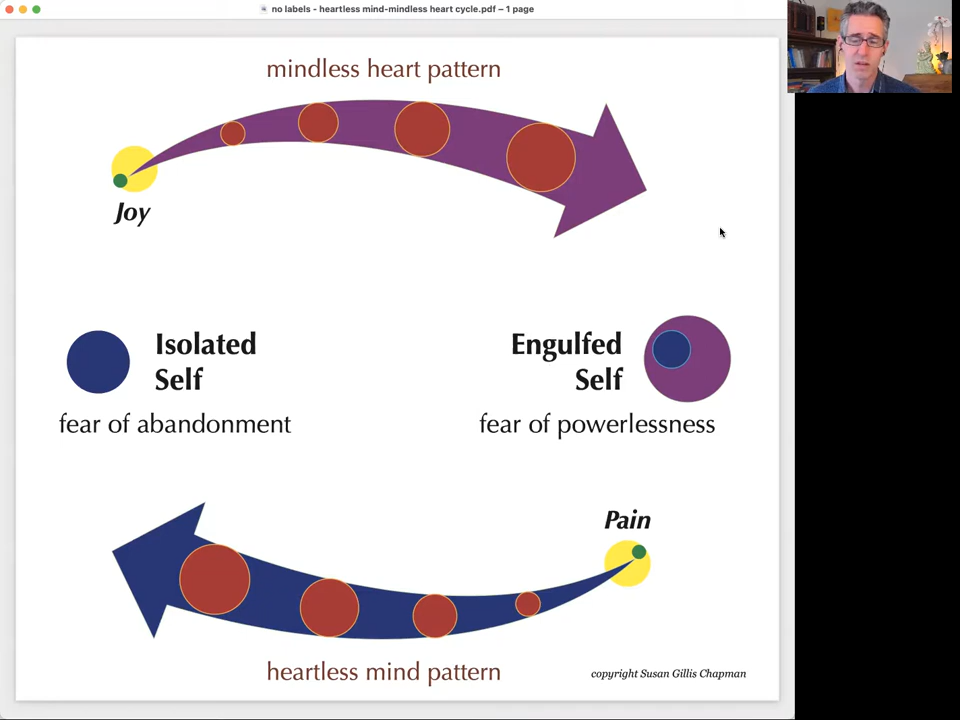 no labels - heartless mind-mindless heart cycle.pdf – 1 page
mindless heart pattern
Joy
Isolated
Self
fear of abandonment
Engulfed
Self
fear of powerlessness
Pain
heartless mind pattern
copyright Susan Gillis Chapman